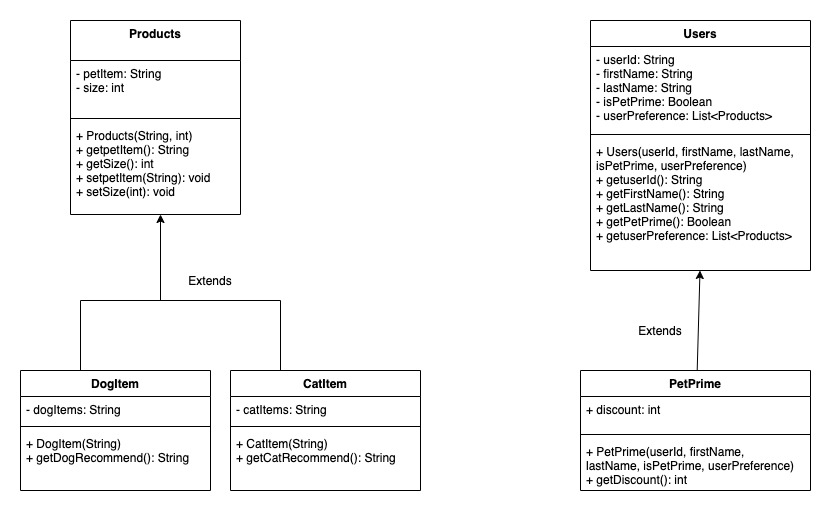 Products
- petItem: String
- size: int
+ Products(String, int)
+ getpetItem(): String
+ getSize(): int
+ setpetItem(String): void
+ setSize(int): void
Users
- userId: String
- firstName: String
- lastName: String
- isPetPrime: Boolean
- userPreference: List<Products>
+ Users(userId, firstName, lastName,
isPetPrime, userPreference)
+ getuserId(): String
+ getFirstName(): String
+ getLastName(): String
+ getPetPrime(): Boolean
+ getuserPreference: List<Products>
Extends
Extends
DogItem
- dogItems: String
+ DogItem(String)
+ getDogRecommend(): String
CatItem
- catItems: String
+ CatItem(String)
+ getCatRecommend(): String
PetPrime
+ discount: int
+ PetPrime(userId, firstName,
lastName, isPetPrime, userPreference)
+ getDiscount(): int